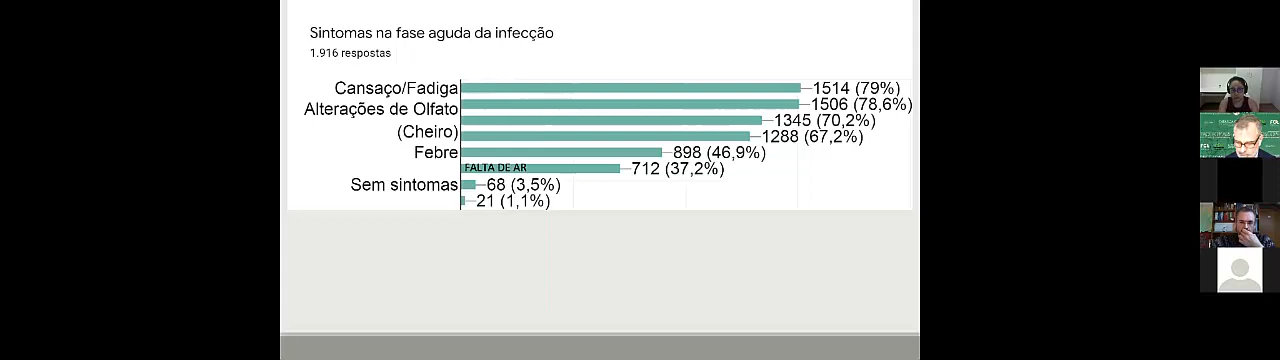 Sintomas na fase aguda da infecção
1.916 respostas
Cansaço/Fadiga
1514 (79%)
Alterações de Olfato
1506 (78,6%)
1345 (70,2%)
(Cheiro)
1288 (67,2%)
Febre
898 (46,9%)
FALTA DE AR
712 (37,2%)
Sem sintomas
68 (3,5%)
21 (1,1%)